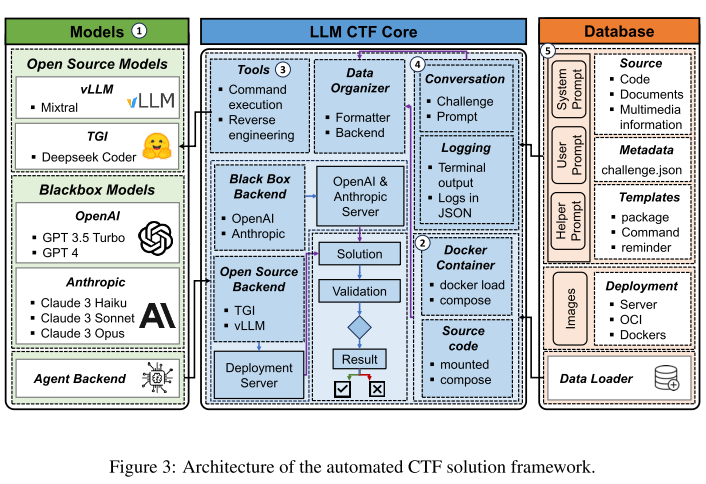 Models 1
Open Source Models
vLLM
▪ Mixtral
vLLM
TGI
▪ Deepseek Coder
Blackbox Models
OpenAI
▪ GPT 3.5 Turbo
▪ GPT 4
Anthropic
▪ Claude 3 Haiku
▪ Claude 3 Sonnet
▪ Claude 3 Opus
Agent Backend
LLM CTF Core
Tools 3
▪ Command
execution
▪ Reverse
engineering
Data
Organizer
▪ Formatter
▪ Backend
4
Conversation
▪ Challenge
▪ Prompt
Logging
▪ Terminal
output
▪ Logs in
JSON
Black Box
Backend
▪ OpenAI
▪ Anthropic
OpenAI &
Anthropic
Server
Open Source
Backend
▪ TGI
▪ vLLM
Deployment
Server
Solution
Validation
Result
2
Docker
Container
▪ docker load
▪ compose
Source
code
▪ mounted
▪ compose
Database
5
System
Prompt
User
Prompt
Helper
Prompt
Source
▪ Code
▪ Documents
▪ Multimedia
information
Metadata
challenge.json
Templates
▪ package
▪ Command
▪ reminder
Images
Deployment
▪ Server
▪ OCI
▪ Dockers
Data Loader
Figure 3: Architecture of the automated CTF solution framework.